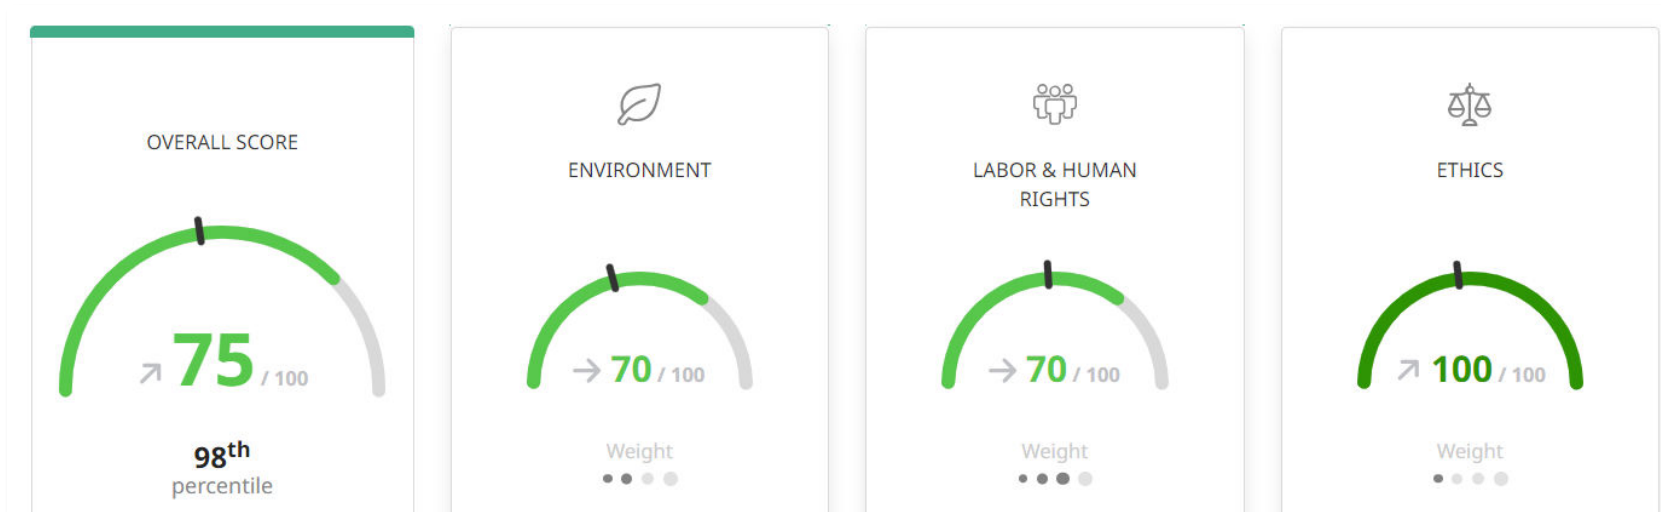 OVERALL SCORE
75 / 100
98th
percentile
ENVIRONMENT
70 / 100
Weight
LABOR & HUMAN
RIGHTS
70 / 100
Weight
ETHICS
100 / 100
Weight